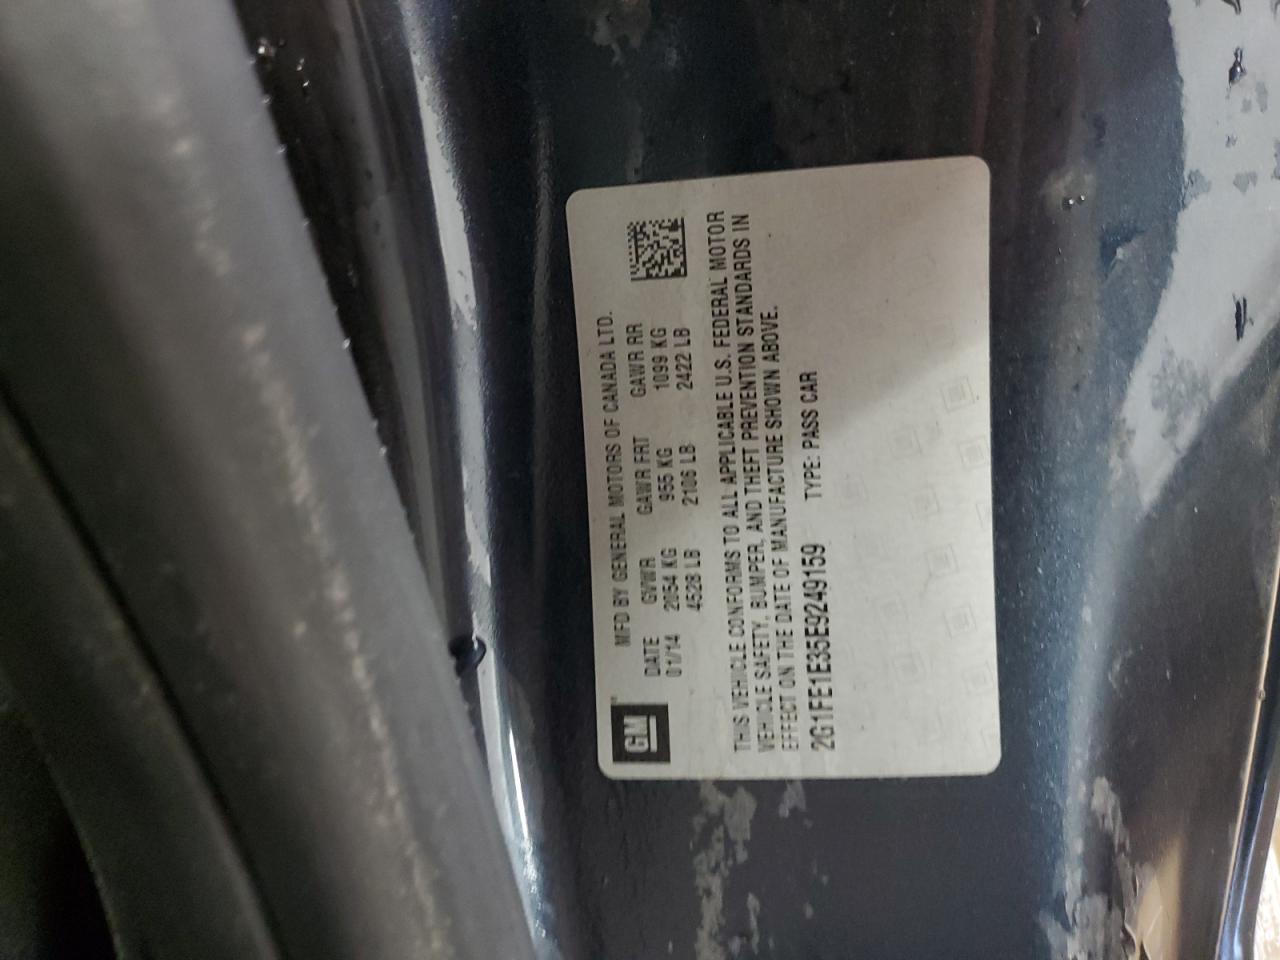 GM
MFD BY GENERAL MOTORS OF CANADA LTD.
DATE GVWR GAWR FRT GAWR RR
01/14 2054 KG 955 KG 1099 KG
4528 LB 2106 LB 2422 LB
THIS VEHICLE CONFORMS TO ALL APPLICABLE U.S. FEDERAL MOTOR
VEHICLE SAFETY, BUMPER, AND THEFT PREVENTION STANDARDS IN
EFFECT ON THE DATE OF MANUFACTURE SHOWN ABOVE.
2G1FE1E35E9249159 TYPE: PASS CAR